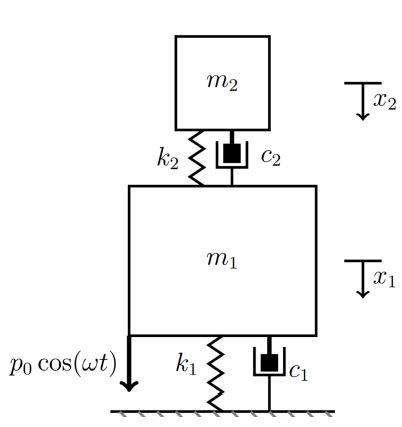 m₂
x₂
k₂
c₂
m₁
x₁
p₀ cos(ωt)
k₁
c₁